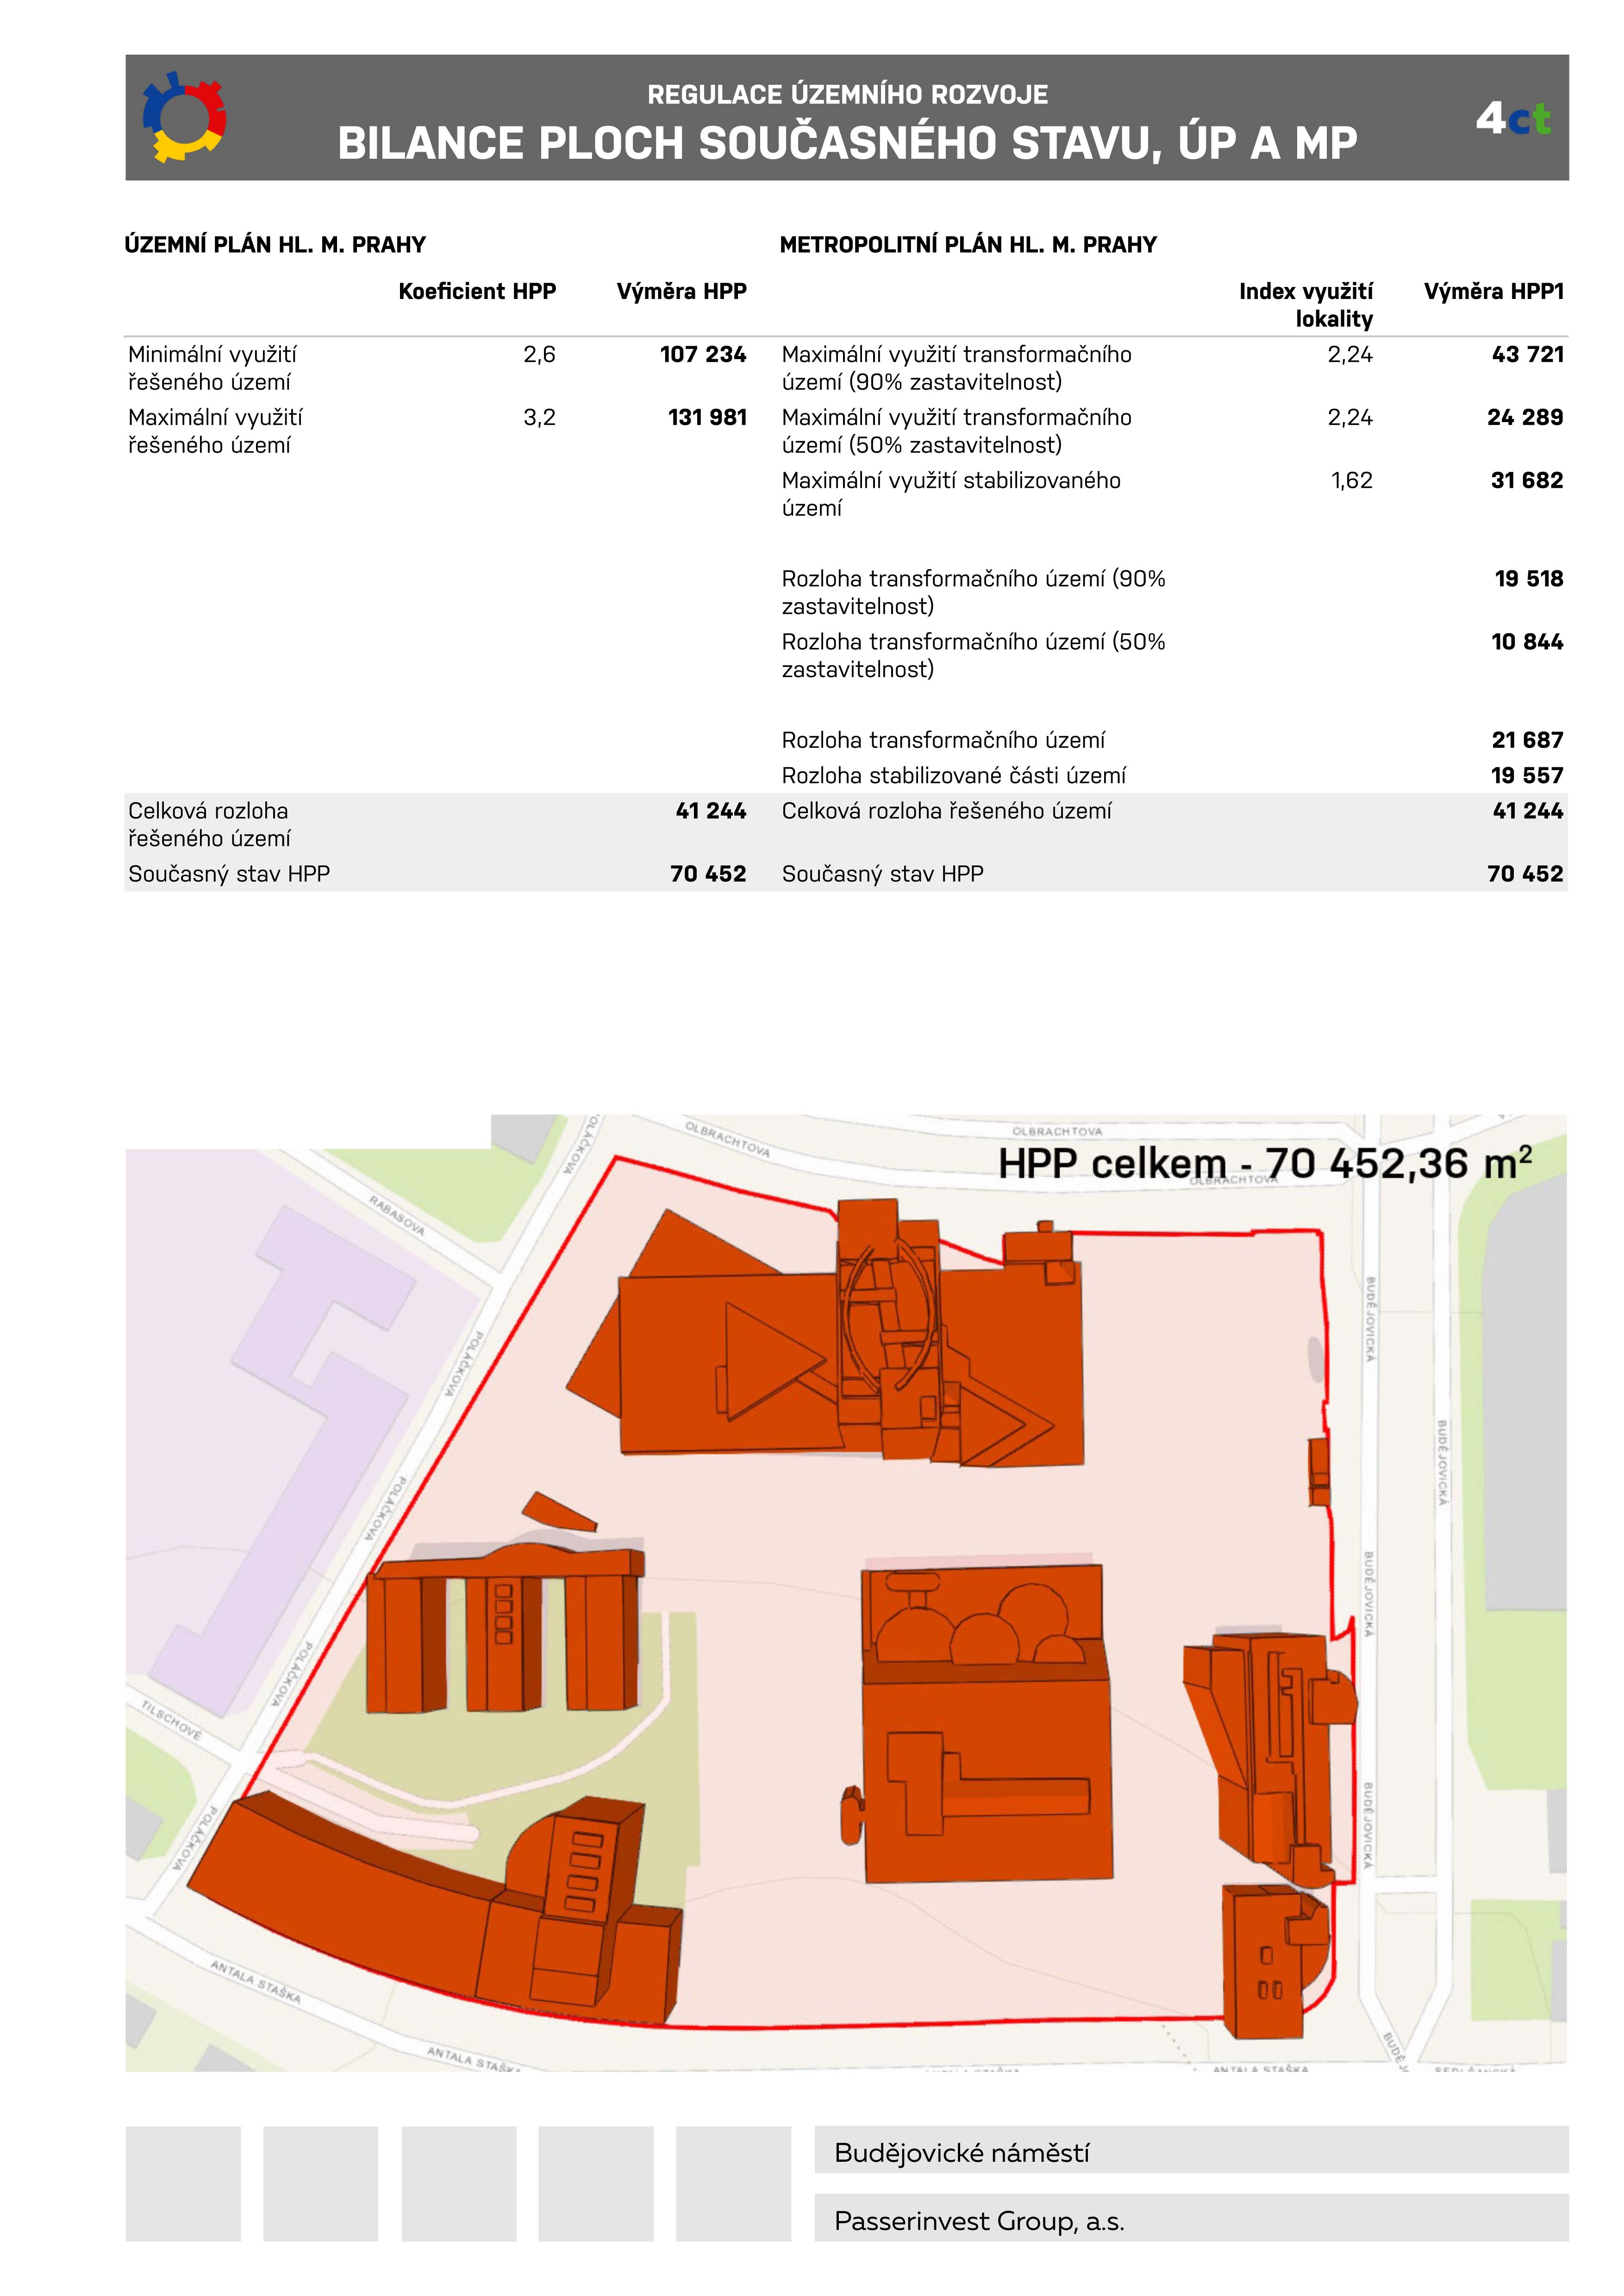 REGULACE ÚZEMNÍHO ROZVOJE
BILANCE PLOCH SOUČASNÉHO STAVU, ÚP A MP
4ct
ÚZEMNÍ PLÁN HL. M. PRAHY
Koeficient HPP Výměra HPP
Minimální využití 2,6 107 234
řešeného území
Maximální využití 3,2 131 981
řešeného území
Celková rozloha 41 244
řešeného území
Současný stav HPP 70 452
METROPOLITNÍ PLÁN HL. M. PRAHY
Index využití Výměra HPP1
lokality
Maximální využití transformačního 2,24 43 721
území (90% zastavitelnost)
Maximální využití transformačního 2,24 24 289
území (50% zastavitelnost)
Maximální využití stabilizovaného 1,62 31 682
území
Rozloha transformačního území (90% 19 518
zastavitelnost)
Rozloha transformačního území (50% 10 844
zastavitelnost)
Rozloha transformačního území 21 687
Rozloha stabilizované části území 19 557
Celková rozloha řešeného území 41 244
Současný stav HPP 70 452
HPP celkem - 70 452,36 m²
OLBRACHTOVA
OLBRACHTOVA
OLBRACHTOVA
POLÁČKOVA
RABASOVA
POLÁČKOVA
POLÁČKOVA
POLÁČKOVA
TILSCHOVÉ
POLÁČKOVA
BUDĚJOVICKÁ
BUDĚJOVICKÁ
BUDĚJOVICKÁ
BUDĚJOVICKÁ
ANTALA STAŠKA
ANTALA STAŠKA
ANTALA STAŠKA
Budějovické náměstí
Passerinvest Group, a.s.